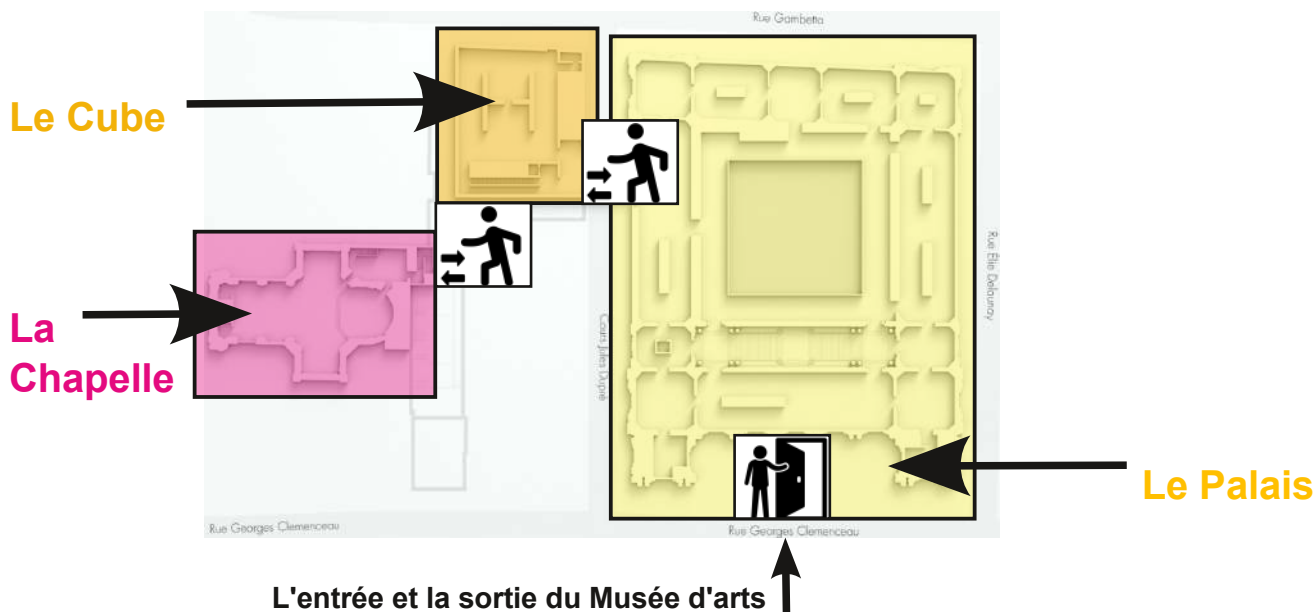 Rue Gambetta
Le Cube
Rue Élie Delaunay
La
Chapelle
Cours Jules Dupré
Le Palais
Rue Georges Clemenceau
Rue Georges Clemenceau
L'entrée et la sortie du Musée d'arts